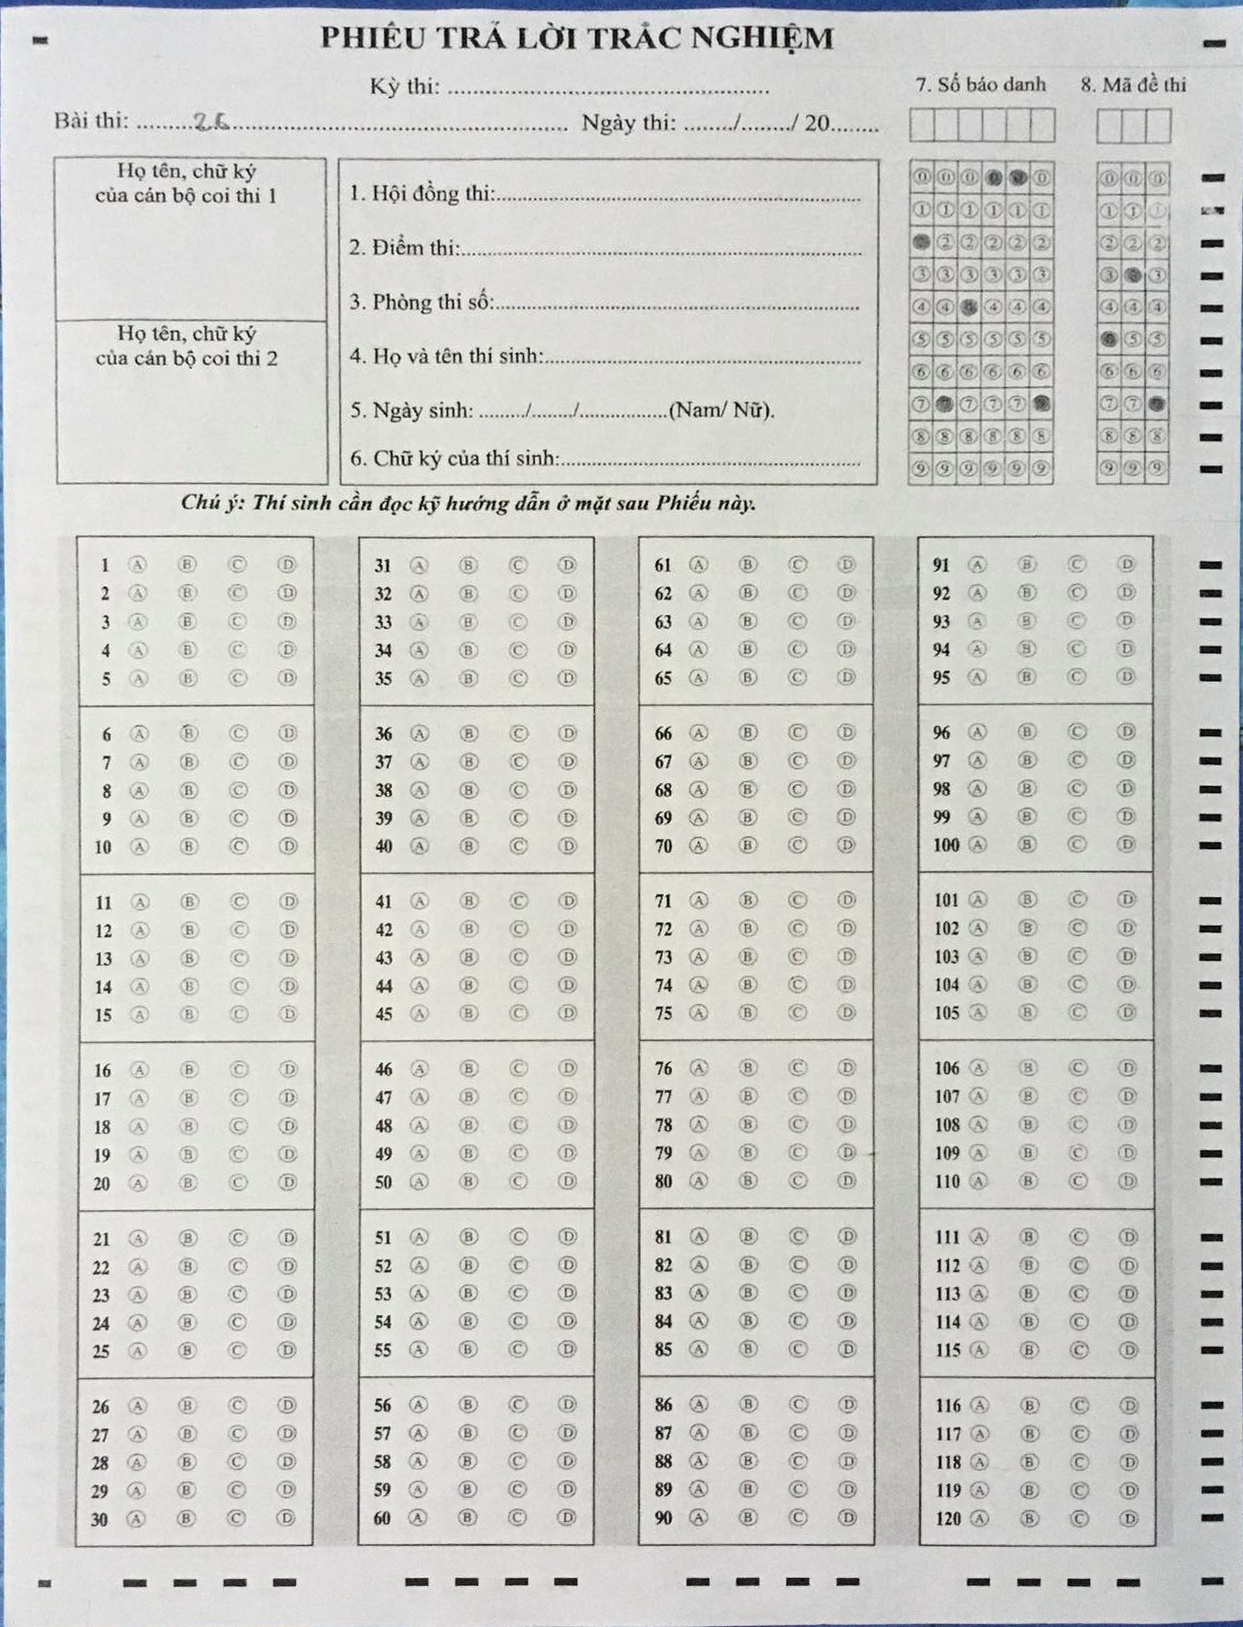 PHIẾU TRẢ LỜI TRẮC NGHIỆM
Kỳ thi: ................................................
Bài thi: .........26................................................... Ngày thi: ......../......../ 20........
7. Số báo danh
8. Mã đề thi
Họ tên, chữ ký
của cán bộ coi thi 1
Họ tên, chữ ký
của cán bộ coi thi 2
1. Hội đồng thi:......................................................
2. Điểm thi:............................................................
3. Phòng thi số:......................................................
4. Họ và tên thí sinh:..............................................
5. Ngày sinh: ......../......../...............(Nam/ Nữ).
6. Chữ ký của thí sinh:............................................
0 0 0 0 0
1 1 1 1 1 1 1 1 1
2 2 2 2 2 2 2 2
3 3 3 3 3 3 3 3
4 4 4 4 4 4 4 4
5 5 5 5 5 5 5 5
6 6 6 6 6 6 6 6 6
7 7 7 7 7 7
8 8 8 8 8 8 8 8 8
9 9 9 9 9 9 9 9 9
Chú ý: Thí sinh cần đọc kỹ hướng dẫn ở mặt sau Phiếu này.
1 A B C D 31 A B C D 61 A B C D 91 A B C D
2 A B C D 32 A B C D 62 A B C D 92 A B C D
3 A B C D 33 A B C D 63 A B C D 93 A B C D
4 A B C D 34 A B C D 64 A B C D 94 A B C D
5 A B C D 35 A B C D 65 A B C D 95 A B C D
6 A B C D 36 A B C D 66 A B C D 96 A B C D
7 A B C D 37 A B C D 67 A B C D 97 A B C D
8 A B C D 38 A B C D 68 A B C D 98 A B C D
9 A B C D 39 A B C D 69 A B C D 99 A B C D
10 A B C D 40 A B C D 70 A B C D 100 A B C D
11 A B C D 41 A B C D 71 A B C D 101 A B C D
12 A B C D 42 A B C D 72 A B C D 102 A B C D
13 A B C D 43 A B C D 73 A B C D 103 A B C D
14 A B C D 44 A B C D 74 A B C D 104 A B C D
15 A B C D 45 A B C D 75 A B C D 105 A B C D
16 A B C D 46 A B C D 76 A B C D 106 A B C D
17 A B C D 47 A B C D 77 A B C D 107 A B C D
18 A B C D 48 A B C D 78 A B C D 108 A B C D
19 A B C D 49 A B C D 79 A B C D 109 A B C D
20 A B C D 50 A B C D 80 A B C D 110 A B C D
21 A B C D 51 A B C D 81 A B C D 111 A B C D
22 A B C D 52 A B C D 82 A B C D 112 A B C D
23 A B C D 53 A B C D 83 A B C D 113 A B C D
24 A B C D 54 A B C D 84 A B C D 114 A B C D
25 A B C D 55 A B C D 85 A B C D 115 A B C D
26 A B C D 56 A B C D 86 A B C D 116 A B C D
27 A B C D 57 A B C D 87 A B C D 117 A B C D
28 A B C D 58 A B C D 88 A B C D 118 A B C D
29 A B C D 59 A B C D 89 A B C D 119 A B C D
30 A B C D 60 A B C D 90 A B C D 120 A B C D